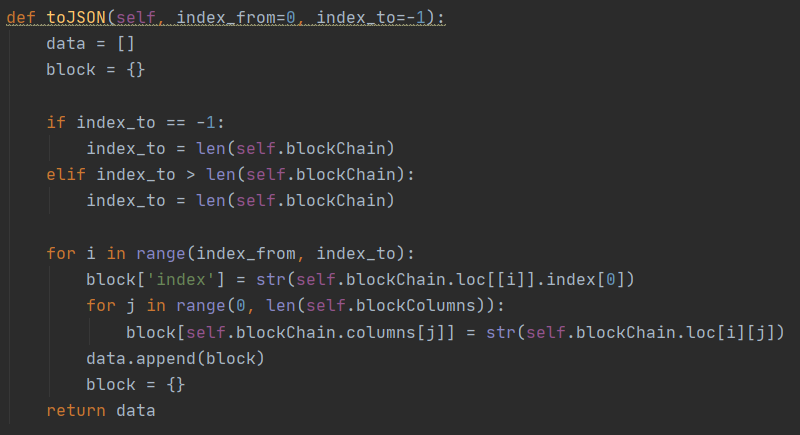 def toJSON(self, index_from=0, index_to=-1):
    data = []
    block = {}

    if index_to == -1:
        index_to = len(self.blockChain)
    elif index_to > len(self.blockChain):
        index_to = len(self.blockChain)

    for i in range(index_from, index_to):
        block['index'] = str(self.blockChain.loc[[i]].index[0])
        for j in range(0, len(self.blockColumns)):
            block[self.blockChain.columns[j]] = str(self.blockChain.loc[i][j])
        data.append(block)
        block = {}
    return data